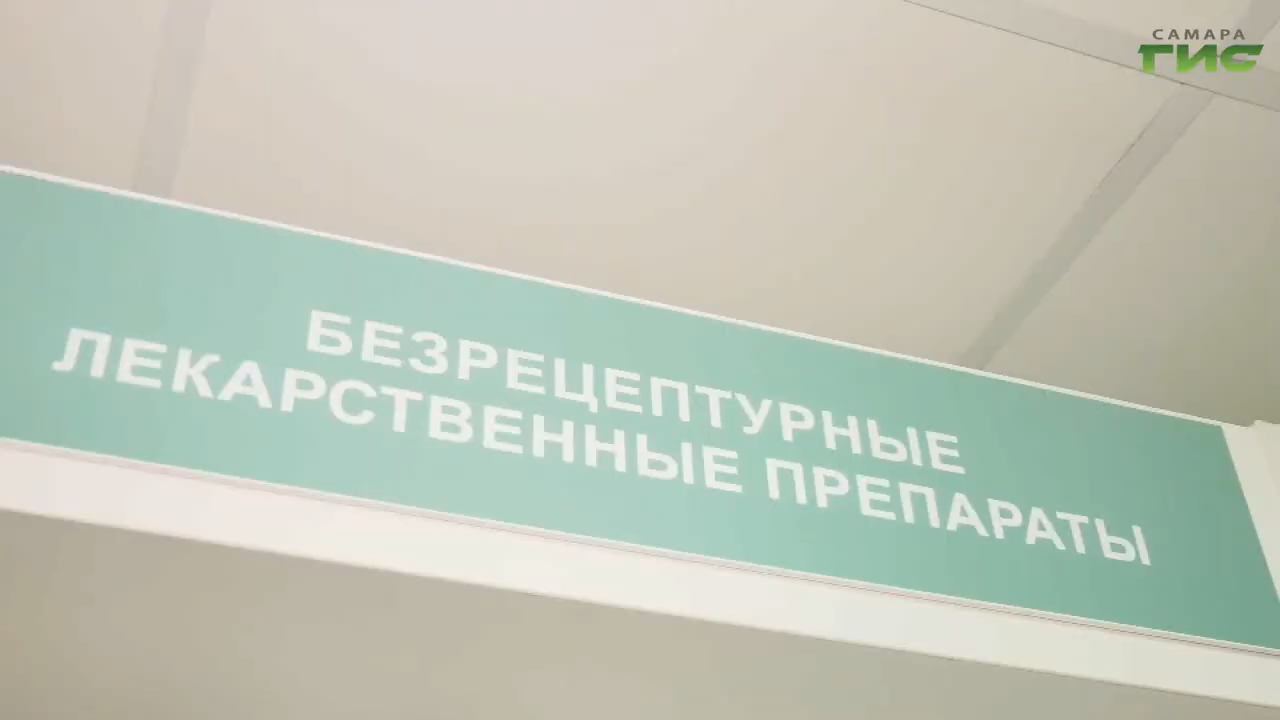 САМАРА
ГИС
БЕЗРЕЦЕПТУРНЫЕ
ЛЕКАРСТВЕННЫЕ ПРЕПАРАТЫ